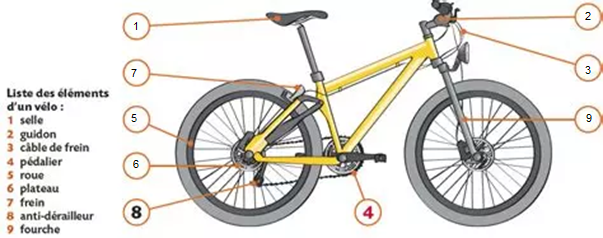 1
2
7
3
Liste des éléments
d'un vélo :
1 selle
2 guidon
3 câble de frein
4 pédalier
5 roue
6 plateau
7 frein
8 anti-dérailleur
9 fourche
5
9
6
8
4